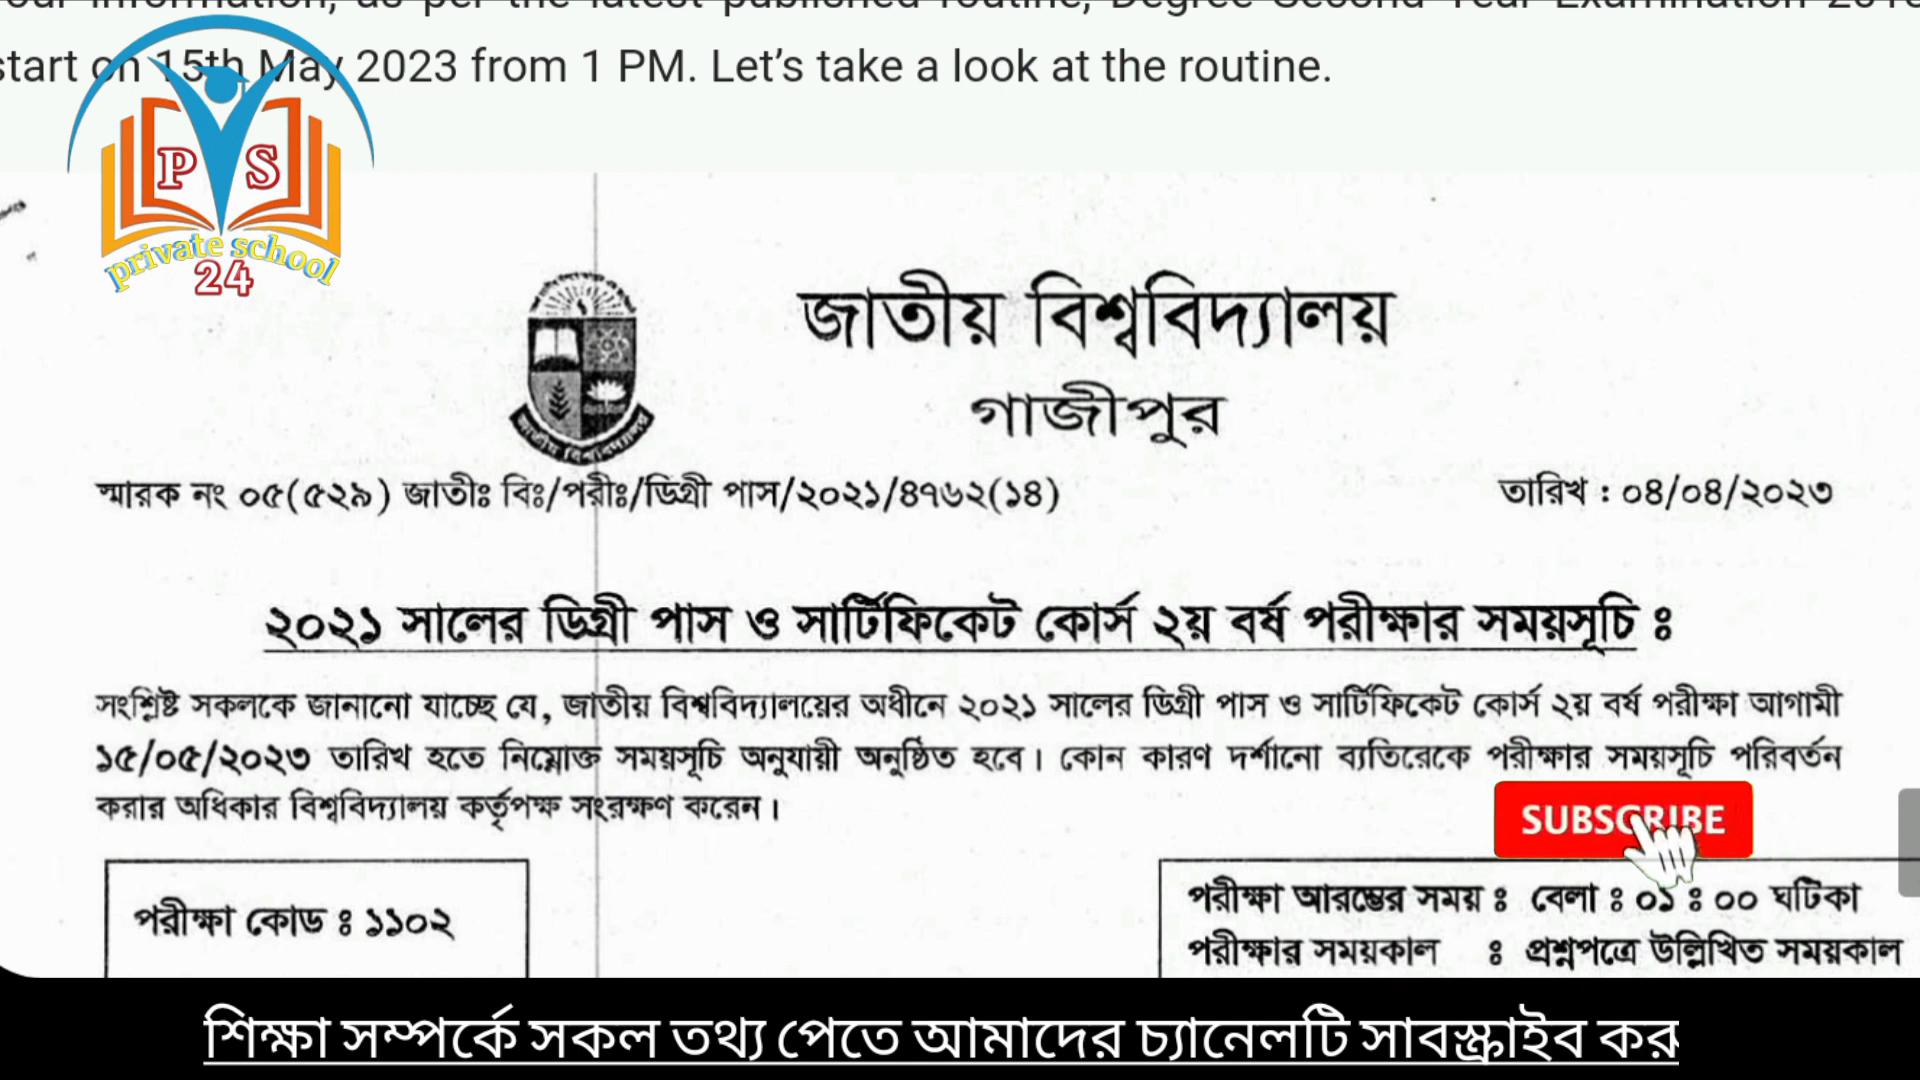 start on 15th May 2023 from 1 PM. Let's take a look at the routine.
P S
private school
24
জাতীয় বিশ্ববিদ্যালয়
গাজীপুর
স্মারক নং ০৫(৫২৯) জাতীঃ বিঃ/পরীঃ/ডিগ্রী পাস/২০২১/৪৭৬২(১৪)
তারিখ : ০৪/০৪/২০২৩
২০২১ সালের ডিগ্রী পাস ও সার্টিফিকেট কোর্স ২য় বর্ষ পরীক্ষার সময়সূচি ঃ
সংশ্লিষ্ট সকলকে জানানো যাচ্ছে যে, জাতীয় বিশ্ববিদ্যালয়ের অধীনে ২০২১ সালের ডিগ্রী পাস ও সার্টিফিকেট কোর্স ২য় বর্ষ পরীক্ষা আগামী
১৫/০৫/২০২৩ তারিখ হতে নিম্নোক্ত সময়সূচি অনুযায়ী অনুষ্ঠিত হবে। কোন কারণ দর্শানো ব্যতিরেকে পরীক্ষার সময়সূচি পরিবর্তন
করার অধিকার বিশ্ববিদ্যালয় কর্তৃপক্ষ সংরক্ষণ করেন।
SUBSCRIBE
পরীক্ষা কোড ঃ ১১০২
পরীক্ষা আরম্ভের সময় ঃ বেলা ঃ ০১ ঃ ০০ ঘটিকা
পরীক্ষার সময়কাল ঃ প্রশ্নপত্রে উল্লিখিত সময়কাল
শিক্ষা সম্পর্কে সকল তথ্য পেতে আমাদের চ্যানেলটি সাবস্ক্রাইব কর